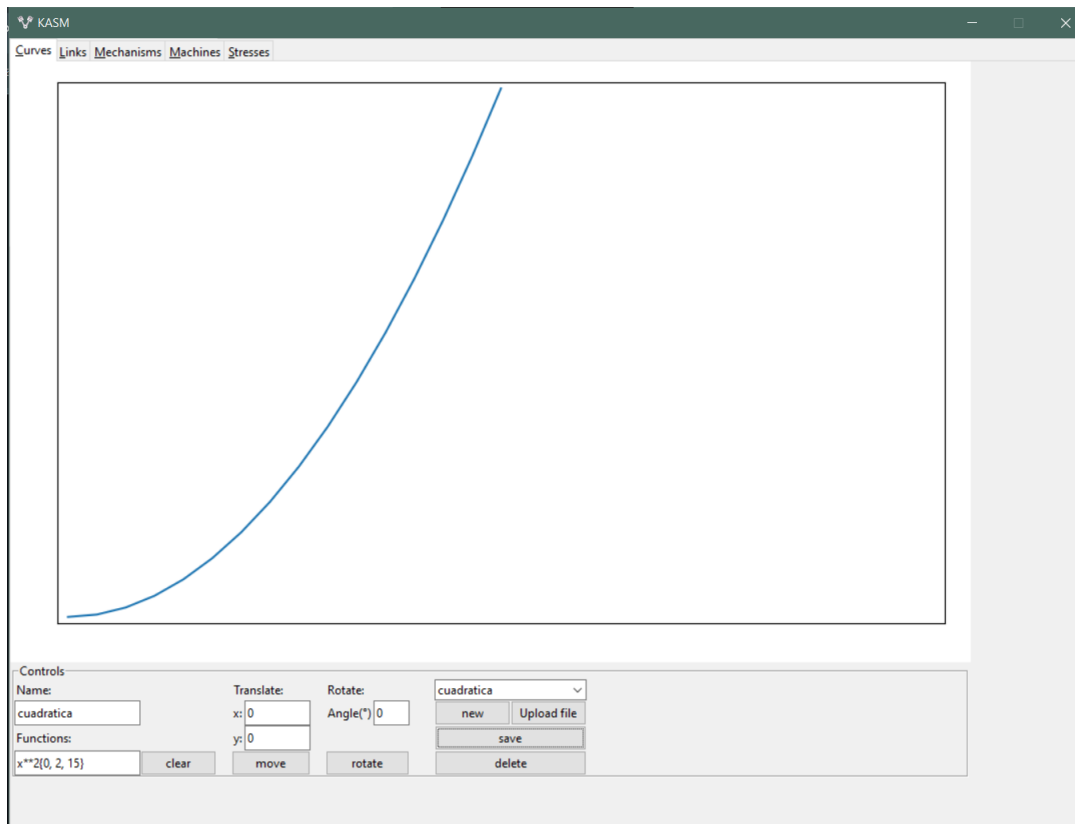 KASM
Curves Links Mechanisms Machines Stresses
Controls
Name: Translate: Rotate: cuadratica
cuadratica x: 0 Angle(°) 0 new Upload file
Functions: y: 0 save
x**2{0, 2, 15} clear move rotate delete